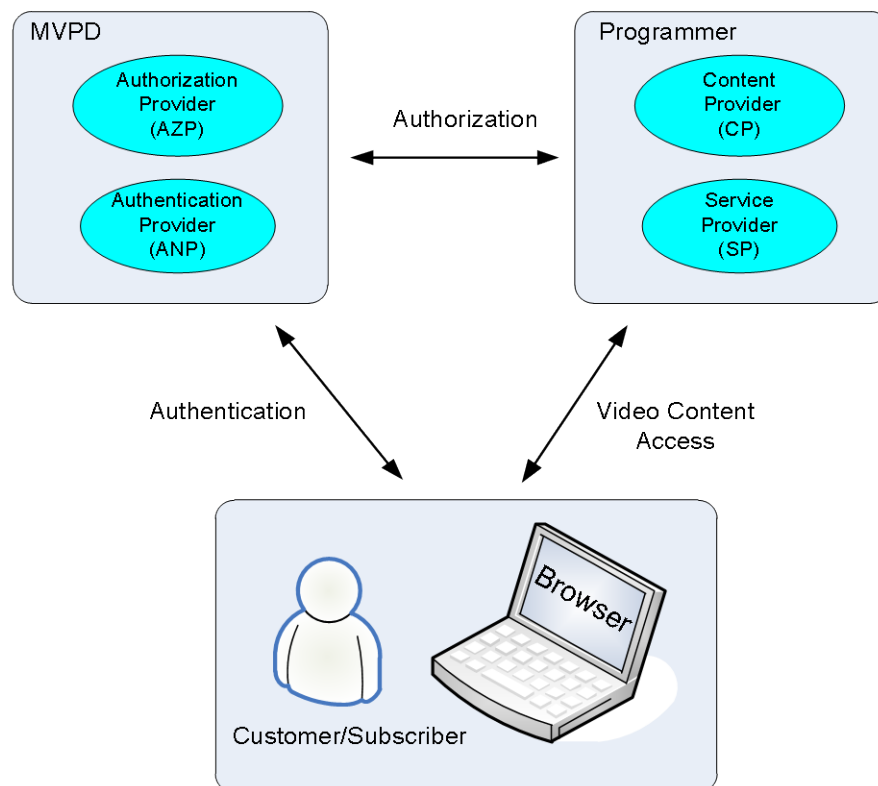 MVPD
Authorization
Provider
(AZP)
Authentication
Provider
(ANP)
Authorization
Programmer
Content
Provider
(CP)
Service
Provider
(SP)
Authentication
Video Content
Access
Browser
Customer/Subscriber